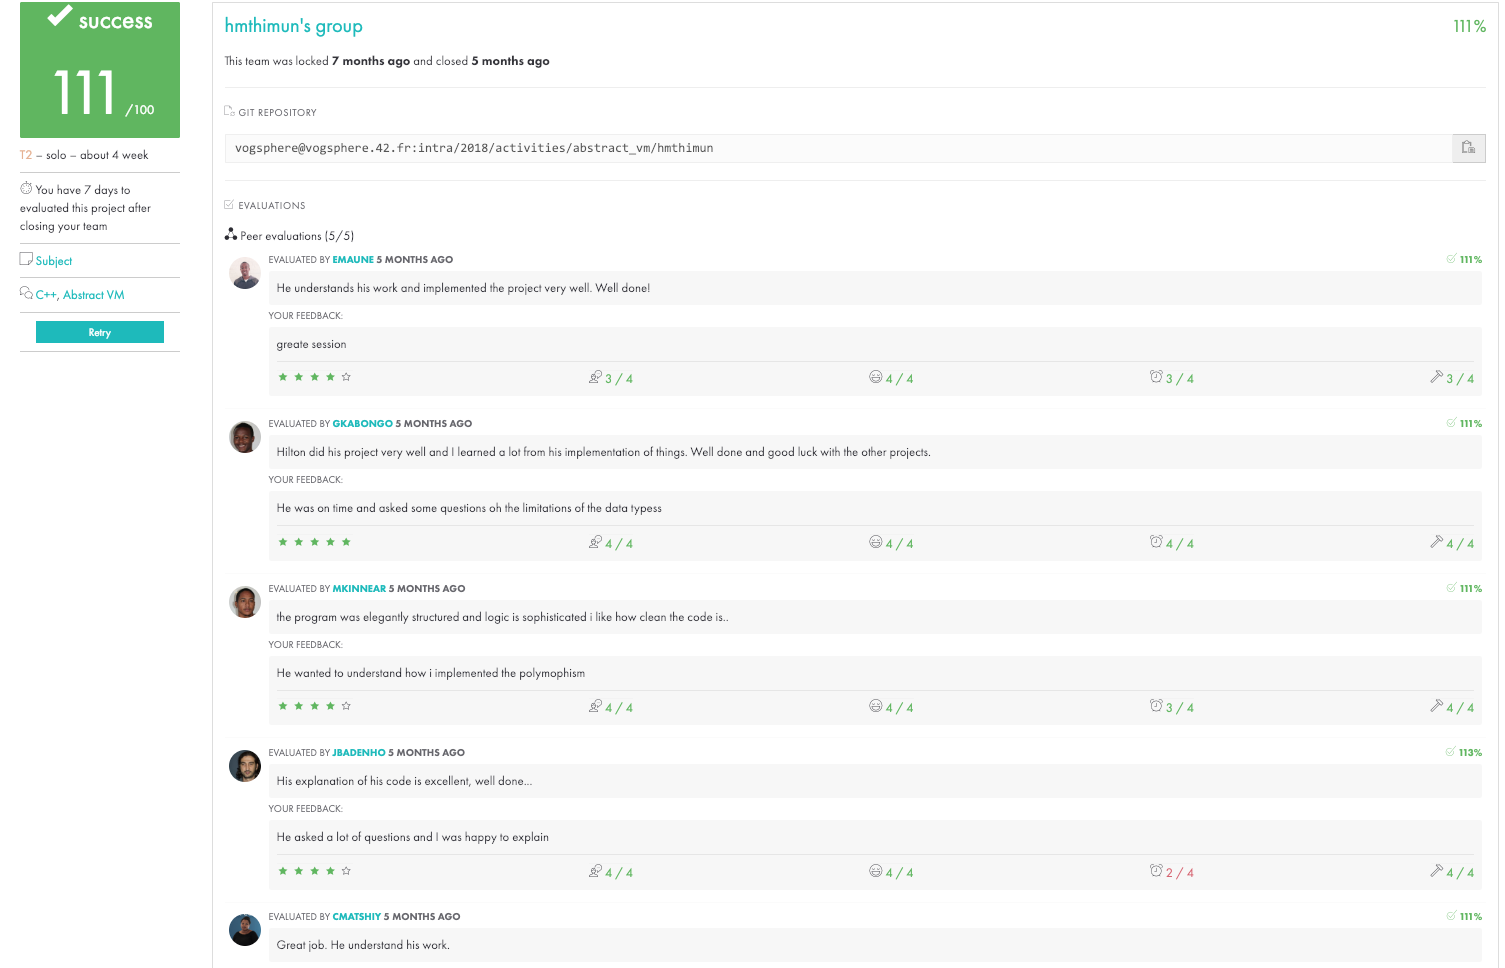 success
111 /100
T2 – solo – about 4 week
You have 7 days to
evaluated this project after
closing your team
Subject
C++, Abstract VM
Retry
hmthimun's group
111%
This team was locked 7 months ago and closed 5 months ago
GIT REPOSITORY
vogsphere@vogsphere.42.fr:intra/2018/activities/abstract_vm/hmthimun
EVALUATIONS
Peer evaluations (5/5)
EVALUATED BY EMAUNE 5 MONTHS AGO
111%
He understands his work and implemented the project very well. Well done!
YOUR FEEDBACK:
greate session
3 / 4 4 / 4 3 / 4 3 / 4
EVALUATED BY GKABONGO 5 MONTHS AGO
111%
Hilton did his project very well and I learned a lot from his implementation of things. Well done and good luck with the other projects.
YOUR FEEDBACK:
He was on time and asked some questions oh the limitations of the data typess
4 / 4 4 / 4 4 / 4 4 / 4
EVALUATED BY MKINNEAR 5 MONTHS AGO
111%
the program was elegantly structured and logic is sophisticated i like how clean the code is..
YOUR FEEDBACK:
He wanted to understand how i implemented the polymophism
4 / 4 4 / 4 3 / 4 4 / 4
EVALUATED BY JBADENHO 5 MONTHS AGO
113%
His explanation of his code is excellent, well done...
YOUR FEEDBACK:
He asked a lot of questions and I was happy to explain
4 / 4 4 / 4 2 / 4 4 / 4
EVALUATED BY CMATSHIY 5 MONTHS AGO
111%
Great job. He understand his work.